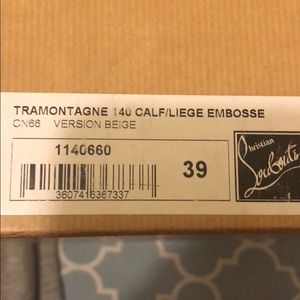 TRAMONTAGNE 140 CALF/LIEGE EMBOSSE
CN66 VERSION BEIGE
1140660
39
3607416367337
Christian
Louboutin